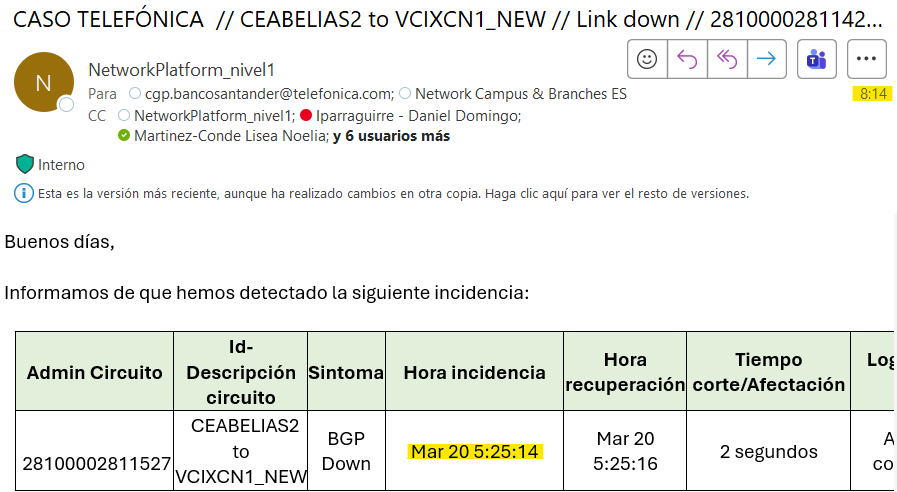 CASO TELEFÓNICA // CEABELIAS2 to VCIXCN1_NEW // Link down // 2810000281142...
N
NetworkPlatform_nivel1
Para cgp.bancosantander@telefonica.com; Network Campus & Branches ES
8:14
CC NetworkPlatform_nivel1; Iparraguirre - Daniel Domingo;
Martinez-Conde Lisea Noelia; y 6 usuarios más
Interno
Esta es la versión más reciente, aunque ha realizado cambios en otra copia. Haga clic aquí para ver el resto de versiones.
Buenos días,
Informamos de que hemos detectado la siguiente incidencia:
Admin Circuito
Id-
Descripción
circuito
Sintoma
Hora incidencia
Hora
recuperación
Tiempo
corte/Afectación
Log
28100002811527
CEABELIAS2
to
VCIXCN1_NEW
BGP
Down
Mar 20 5:25:14
Mar 20
5:25:16
2 segundos
A
co